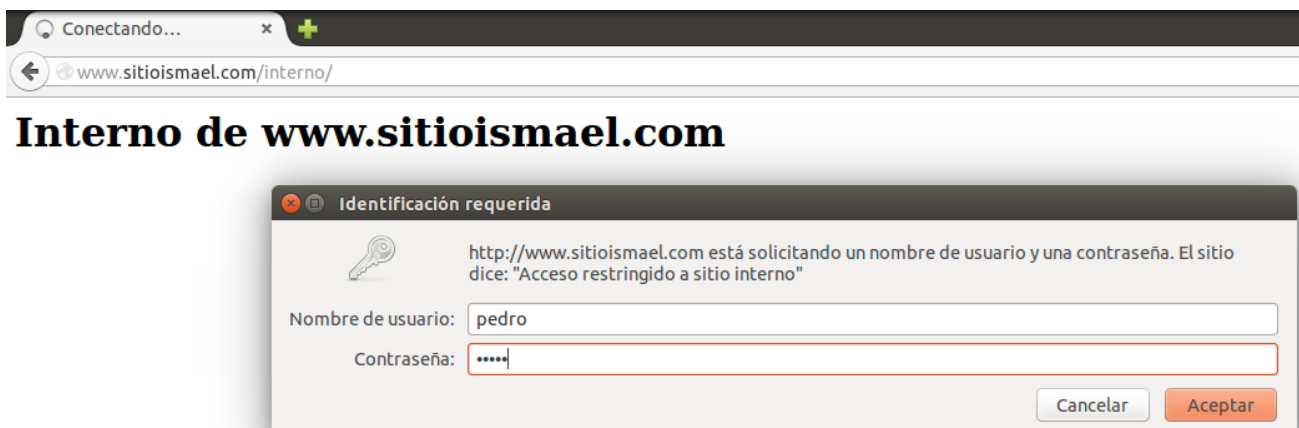 Conectando...
www.sitioismael.com/interno/
Interno de www.sitioismael.com
Identificación requerida
http://www.sitioismael.com está solicitando un nombre de usuario y una contraseña. El sitio
dice: "Acceso restringido a sitio interno"
Nombre de usuario: pedro
Contraseña: •••••
Cancelar Aceptar